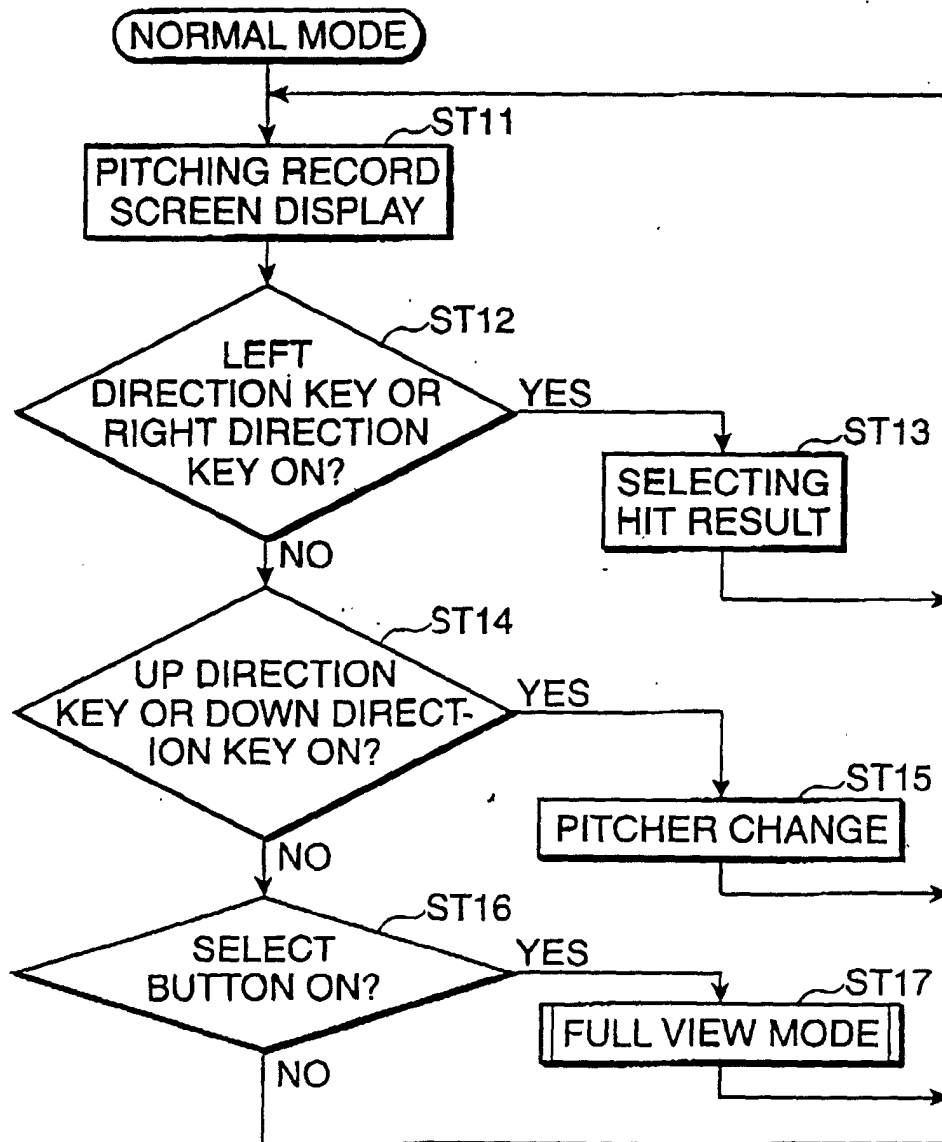 NORMAL MODE
ST11
PITCHING RECORD
SCREEN DISPLAY
ST12
LEFT
DIRECTION KEY OR
RIGHT DIRECTION
KEY ON?
YES
ST13
SELECTING
HIT RESULT
NO
ST14
UP DIRECTION
KEY OR DOWN DIRECT-
ION KEY ON?
YES
ST15
PITCHER CHANGE
NO
ST16
SELECT
BUTTON ON?
YES
ST17
FULL VIEW MODE
NO